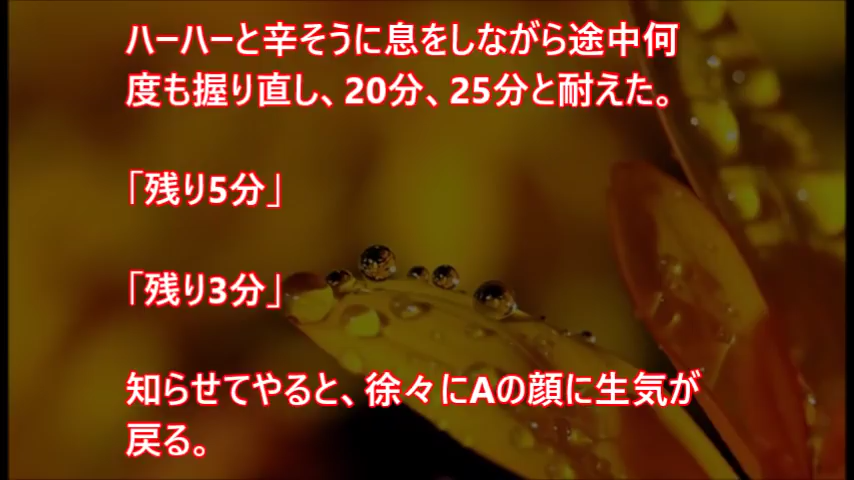 ハーハーと辛そうに息をしながら途中何
度も握り直し、20分、25分と耐えた。
「残り5分」
「残り3分」
知らせてやると、徐々にAの顔に生気が
戻る。